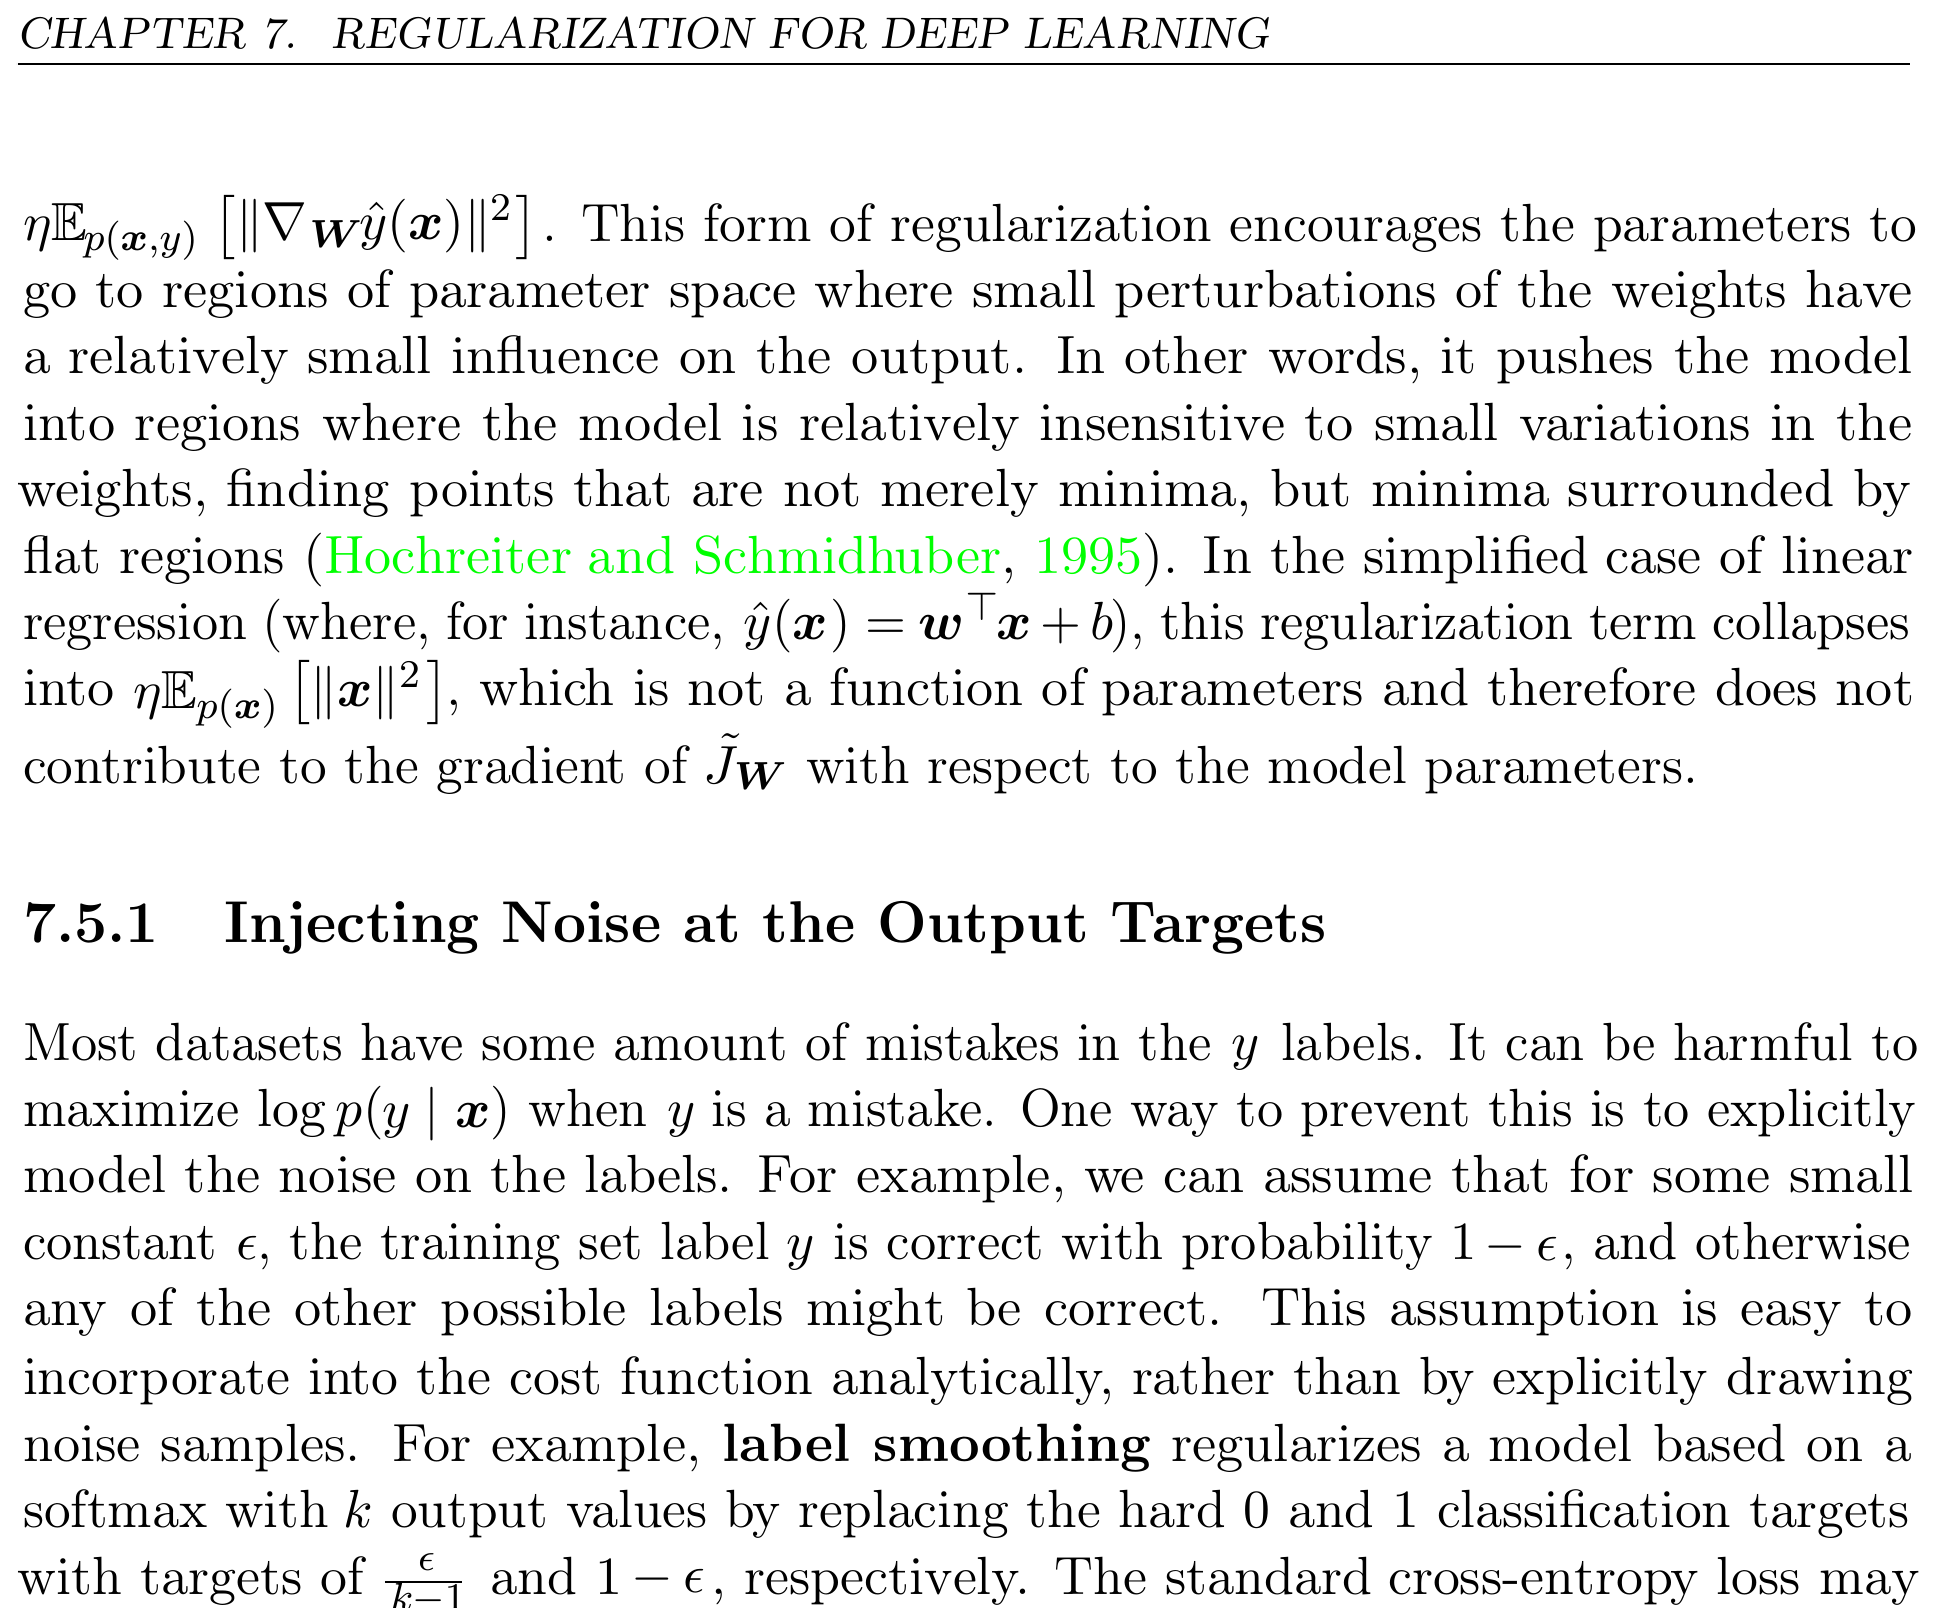 CHAPTER 7. REGULARIZATION FOR DEEP LEARNING
η𝔼p(x,y) [‖∇W ŷ(x)‖²]. This form of regularization encourages the parameters to
go to regions of parameter space where small perturbations of the weights have
a relatively small influence on the output. In other words, it pushes the model
into regions where the model is relatively insensitive to small variations in the
weights, finding points that are not merely minima, but minima surrounded by
flat regions (Hochreiter and Schmidhuber, 1995). In the simplified case of linear
regression (where, for instance, ŷ(x) = w⊤x + b), this regularization term collapses
into η𝔼p(x) [‖x‖²], which is not a function of parameters and therefore does not
contribute to the gradient of J̃W with respect to the model parameters.
7.5.1 Injecting Noise at the Output Targets
Most datasets have some amount of mistakes in the y labels. It can be harmful to
maximize log p(y | x) when y is a mistake. One way to prevent this is to explicitly
model the noise on the labels. For example, we can assume that for some small
constant ϵ, the training set label y is correct with probability 1 − ϵ, and otherwise
any of the other possible labels might be correct. This assumption is easy to
incorporate into the cost function analytically, rather than by explicitly drawing
noise samples. For example, label smoothing regularizes a model based on a
softmax with k output values by replacing the hard 0 and 1 classification targets
with targets of ϵ/(k−1) and 1 − ϵ, respectively. The standard cross-entropy loss may